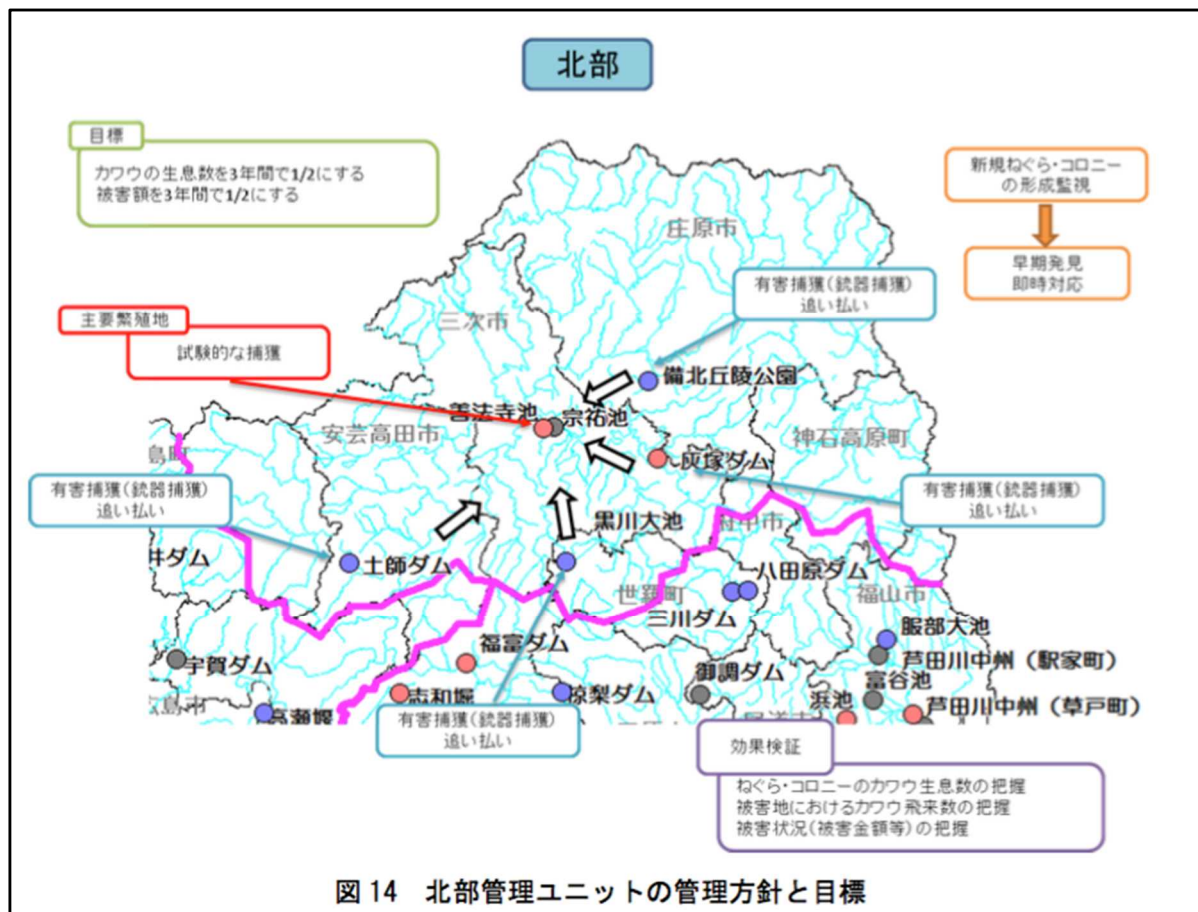 北部
目標
カワウの生息数を3年間で1/2にする
被害額を3年間で1/2にする
新規ねぐら・コロニー
の形成監視
早期発見
即時対応
庄原市
有害捕獲(銃器捕獲)
追い払い
主要繁殖地
試験的な捕獲
三次市
備北丘陵公園
善法寺池
宗祐池
安芸高田市
神石高原町
島町
灰塚ダム
有害捕獲(銃器捕獲)
追い払い
有害捕獲(銃器捕獲)
追い払い
黒川大池
府中市
井ダム
土師ダム
八田原ダム
世羅町
福山市
三川ダム
服部大池
福富ダム
芦田川中州（駅家町）
宇賀ダム
御調ダム
富谷池
志和堀
椋梨ダム
浜池
広島市
高瀬堰
尾道市
芦田川中州（草戸町）
有害捕獲(銃器捕獲)
追い払い
効果検証
ねぐら・コロニーのカワウ生息数の把握
被害地におけるカワウ飛来数の把握
被害状況(被害金額等)の把握
図14 北部管理ユニットの管理方針と目標